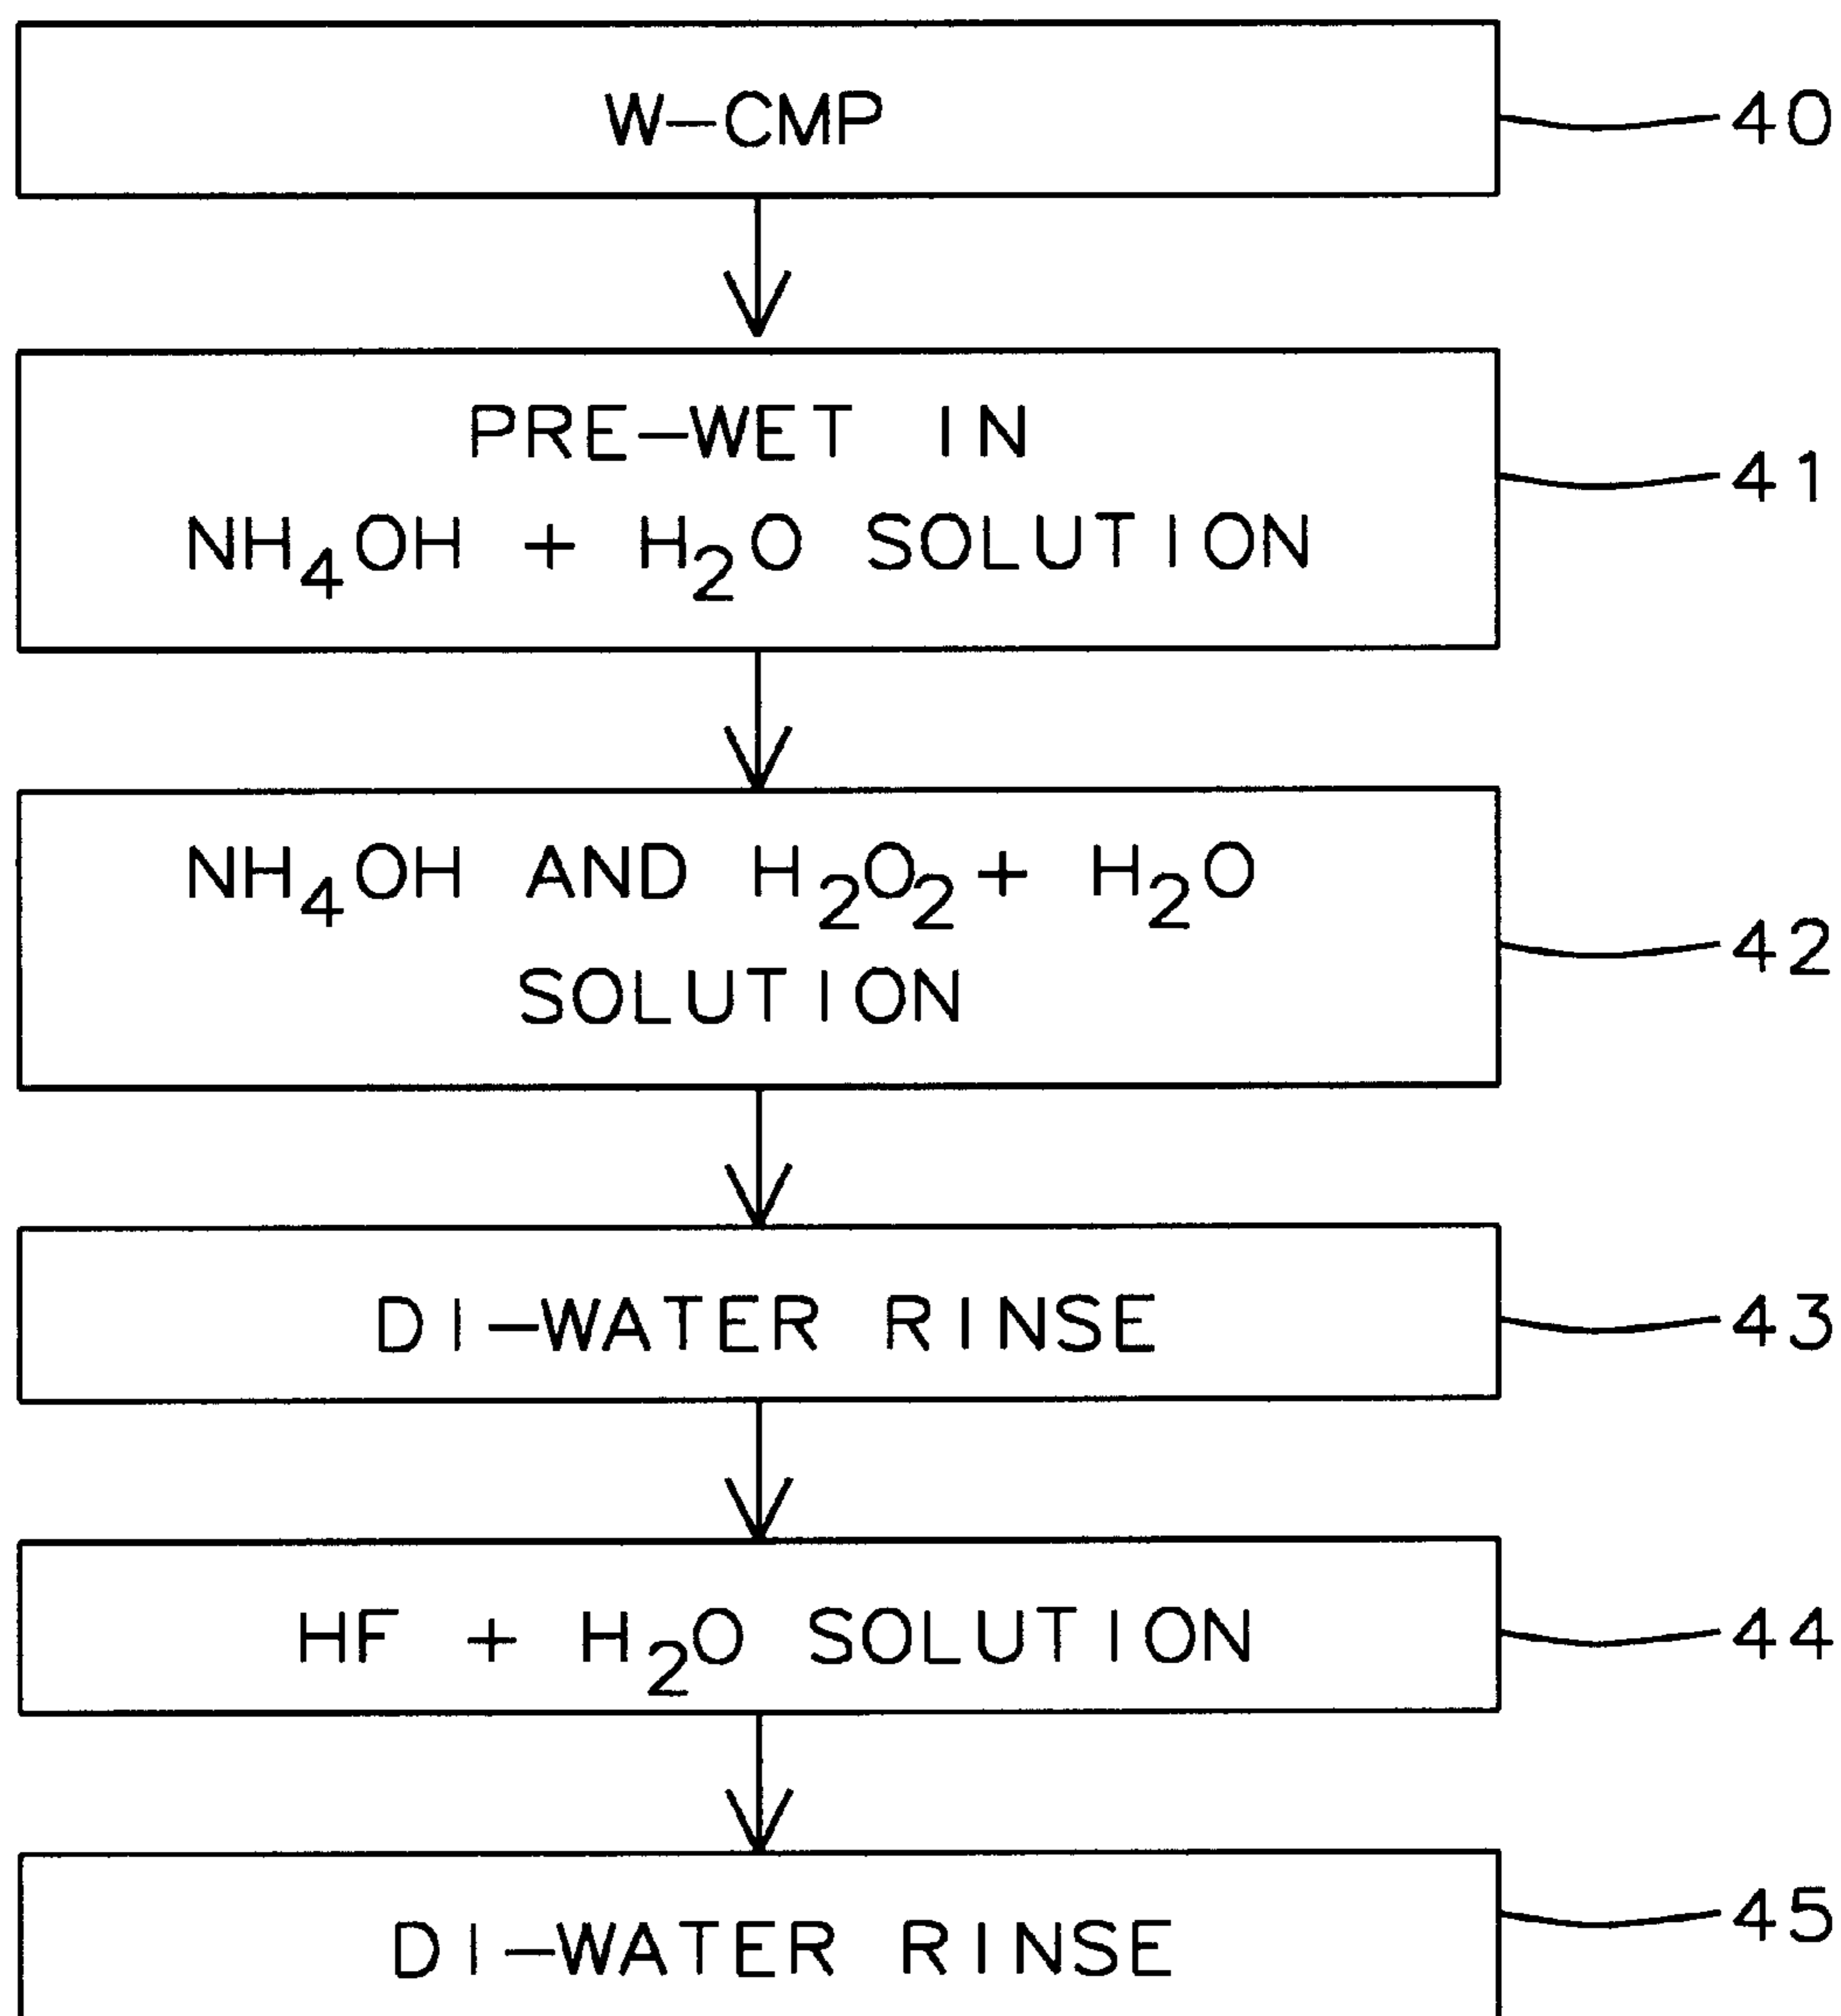 W-CMP
40
PRE-WET IN
NH₄OH + H₂O SOLUTION
41
NH₄OH AND H₂O₂+ H₂O
SOLUTION
42
DI-WATER RINSE
43
HF + H₂O SOLUTION
44
DI-WATER RINSE
45